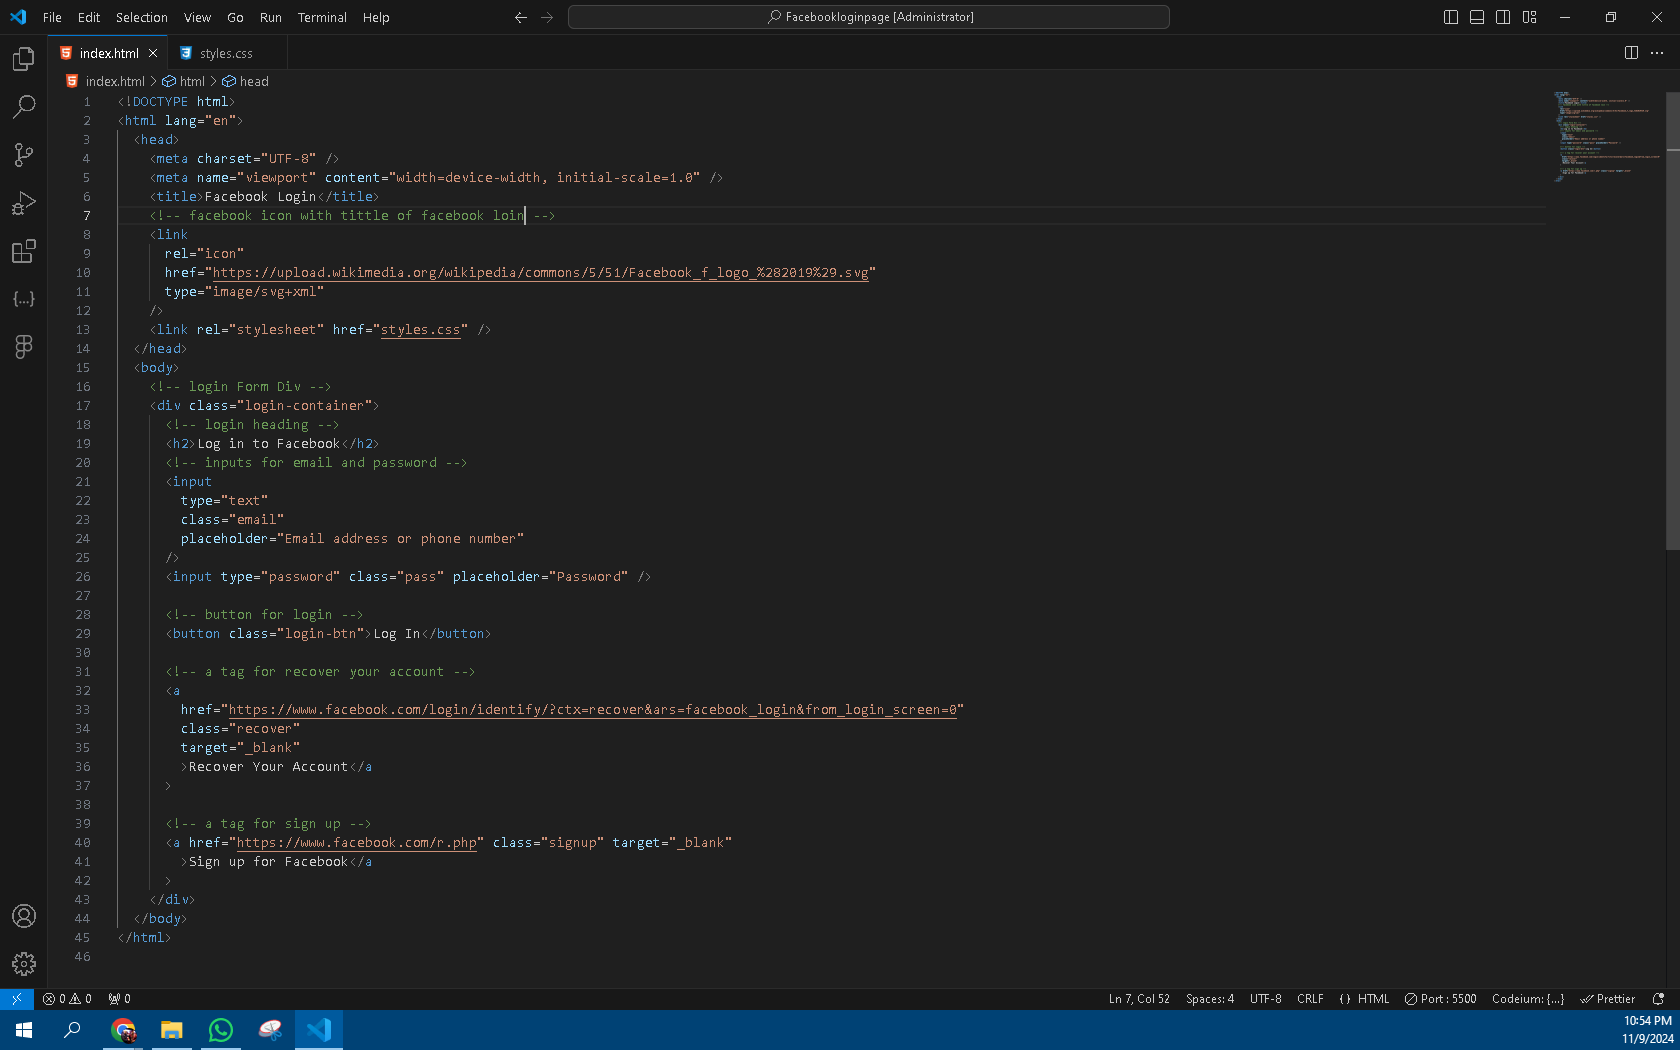 File Edit Selection View Go Run Terminal Help
Facebookloginpage [Administrator]
index.html
styles.css
index.html > html > head
1 <!DOCTYPE html>
2 <html lang="en">
3 <head>
4 <meta charset="UTF-8" />
5 <meta name="viewport" content="width=device-width, initial-scale=1.0" />
6 <title>Facebook Login</title>
7 <!-- facebook icon with tittle of facebook loin -->
8 <link
9 rel="icon"
10 href="https://upload.wikimedia.org/wikipedia/commons/5/51/Facebook_f_logo_%282019%29.svg"
11 type="image/svg+xml"
12 />
13 <link rel="stylesheet" href="styles.css" />
14 </head>
15 <body>
16 <!-- login Form Div -->
17 <div class="login-container">
18 <!-- login heading -->
19 <h2>Log in to Facebook</h2>
20 <!-- inputs for email and password -->
21 <input
22 type="text"
23 class="email"
24 placeholder="Email address or phone number"
25 />
26 <input type="password" class="pass" placeholder="Password" />
27
28 <!-- button for login -->
29 <button class="login-btn">Log In</button>
30
31 <!-- a tag for recover your account -->
32 <a
33 href="https://www.facebook.com/login/identify/?ctx=recover&ars=facebook_login&from_login_screen=0"
34 class="recover"
35 target="_blank"
36 >Recover Your Account</a
37 >
38
39 <!-- a tag for sign up -->
40 <a href="https://www.facebook.com/r.php" class="signup" target="_blank"
41 >Sign up for Facebook</a
42 >
43 </div>
44 </body>
45 </html>
46
0 0 0
Ln 7, Col 52 Spaces: 4 UTF-8 CRLF {} HTML Port : 5500 Codeium: {...} Prettier
10:54 PM
11/9/2024